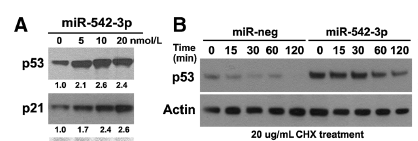 A
miR-542-3p
0 5 10 20 nmol/L
p53
1.0 2.1 2.6 2.4
p21
1.0 1.7 2.4 2.6
B
miR-neg miR-542-3p
Time (min) 0 15 30 60 120 0 15 30 60 120
p53
Actin
20 ug/mL CHX treatment